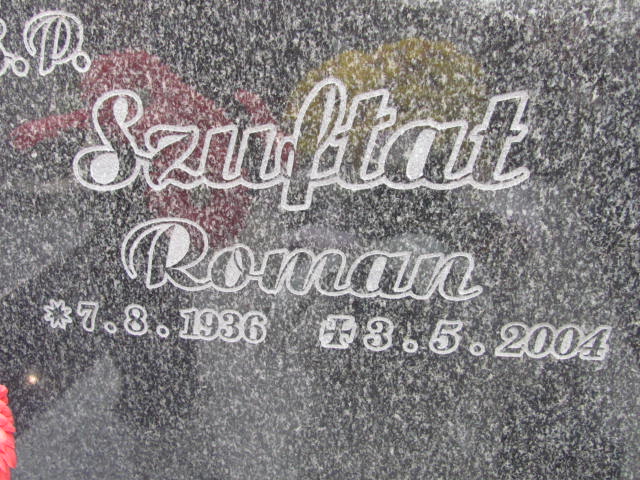 Ś.P.
Szuftat
Roman
*7.8.1936 ✠3.5.2004